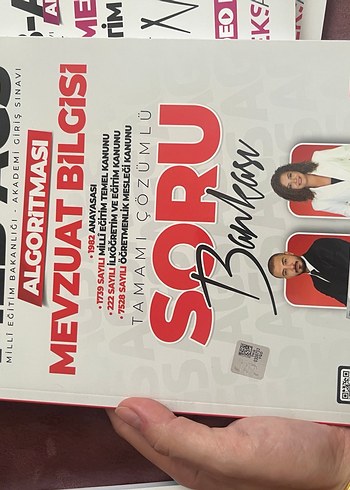 MİLLÎ EĞİTİM BAKANLIĞI - AKADEMİ GİRİŞ SINAVI
ALGORİTMASI
MEVZUAT BİLGİSİ
• 1982 ANAYASASI
• 1739 SAYILI MİLLÎ EĞİTİM TEMEL KANUNU
• 222 SAYILI İLKÖĞRETİM VE EĞİTİM KANUNU
• 7528 SAYILI ÖĞRETMENLİK MESLEĞİ KANUNU
TAMAMI ÇÖZÜMLÜ
SORU
Bankası